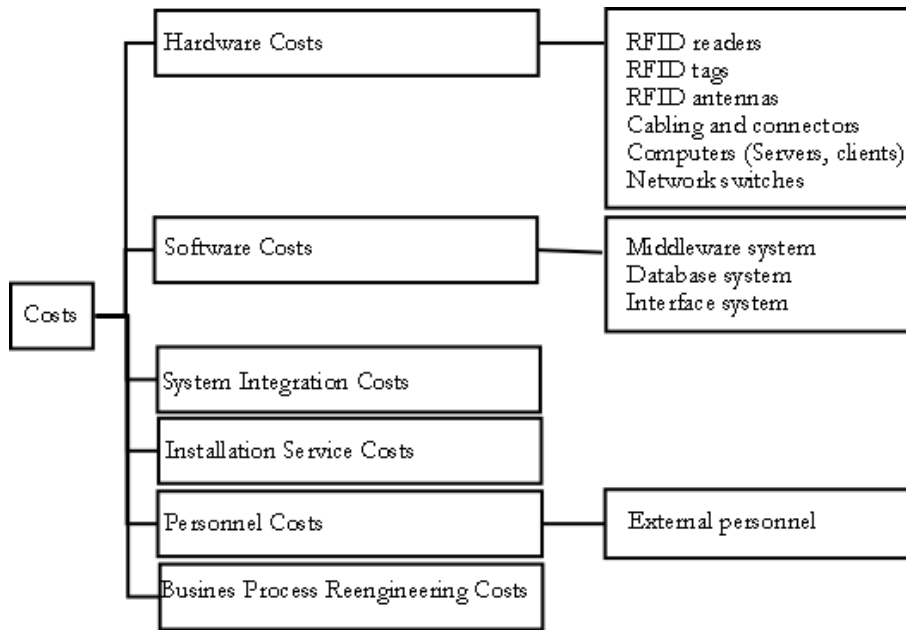 Hardware Costs
RFID readers
RFID tags
RFID antennas
Cabling and connectors
Computers (Servers, clients)
Network switches
Software Costs
Middleware system
Database system
Interface system
Costs
System Integration Costs
Installation Service Costs
Personnel Costs
External personnel
Busines Process Reengineering Costs